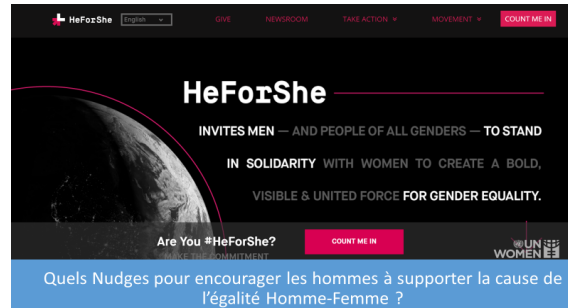 HeForShe English GIVE NEWSROOM TAKE ACTION MOVEMENT COUNT ME IN
HeForShe
INVITES MEN — AND PEOPLE OF ALL GENDERS — TO STAND
IN SOLIDARITY WITH WOMEN TO CREATE A BOLD,
VISIBLE & UNITED FORCE FOR GENDER EQUALITY.
Are You #HeForShe? COUNT ME IN
MAKE THE COMMITMENT
UN
WOMEN
Quels Nudges pour encourager les hommes à supporter la cause de
l'égalité Homme-Femme ?